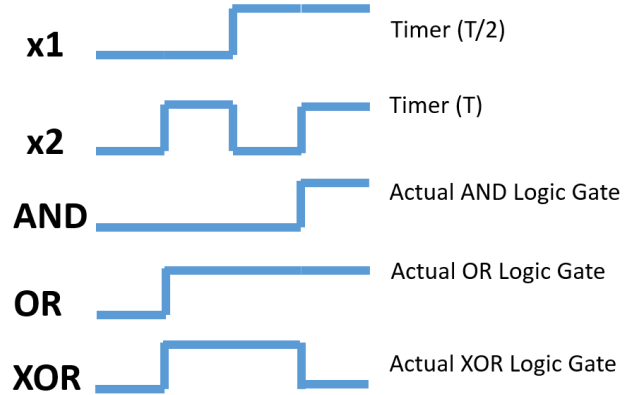 x1
Timer (T/2)
x2
Timer (T)
AND
Actual AND Logic Gate
OR
Actual OR Logic Gate
XOR
Actual XOR Logic Gate